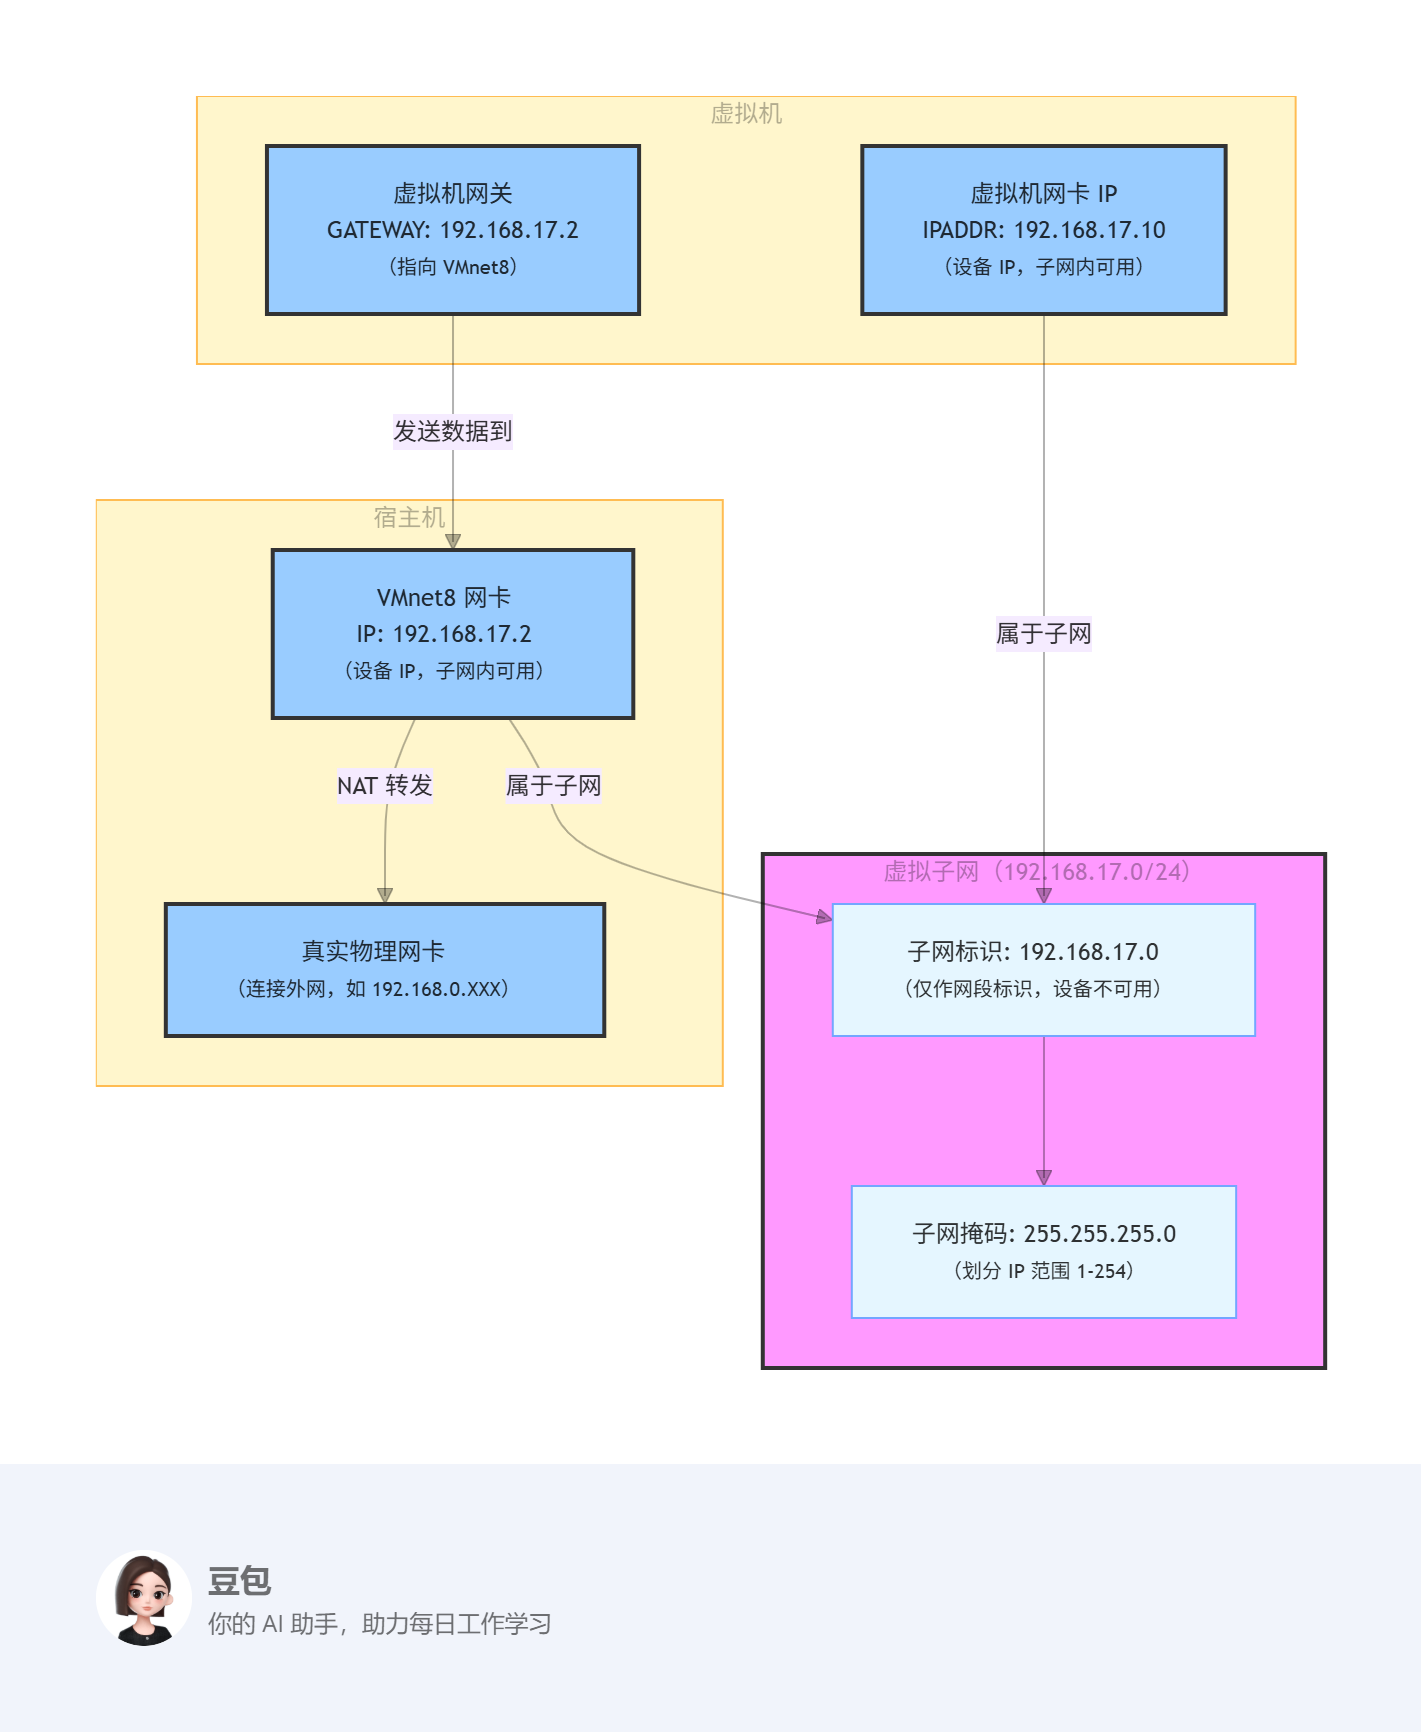 虚拟机
虚拟机网关
GATEWAY: 192.168.17.2
（指向 VMnet8）
虚拟机网卡 IP
IPADDR: 192.168.17.10
（设备 IP，子网内可用）
发送数据到
属于子网
宿主机
VMnet8 网卡
IP: 192.168.17.2
（设备 IP，子网内可用）
NAT 转发
属于子网
真实物理网卡
（连接外网，如 192.168.0.XXX）
虚拟子网（192.168.17.0/24）
子网标识: 192.168.17.0
（仅作网段标识，设备不可用）
子网掩码: 255.255.255.0
（划分 IP 范围 1-254）
豆包
你的 AI 助手，助力每日工作学习